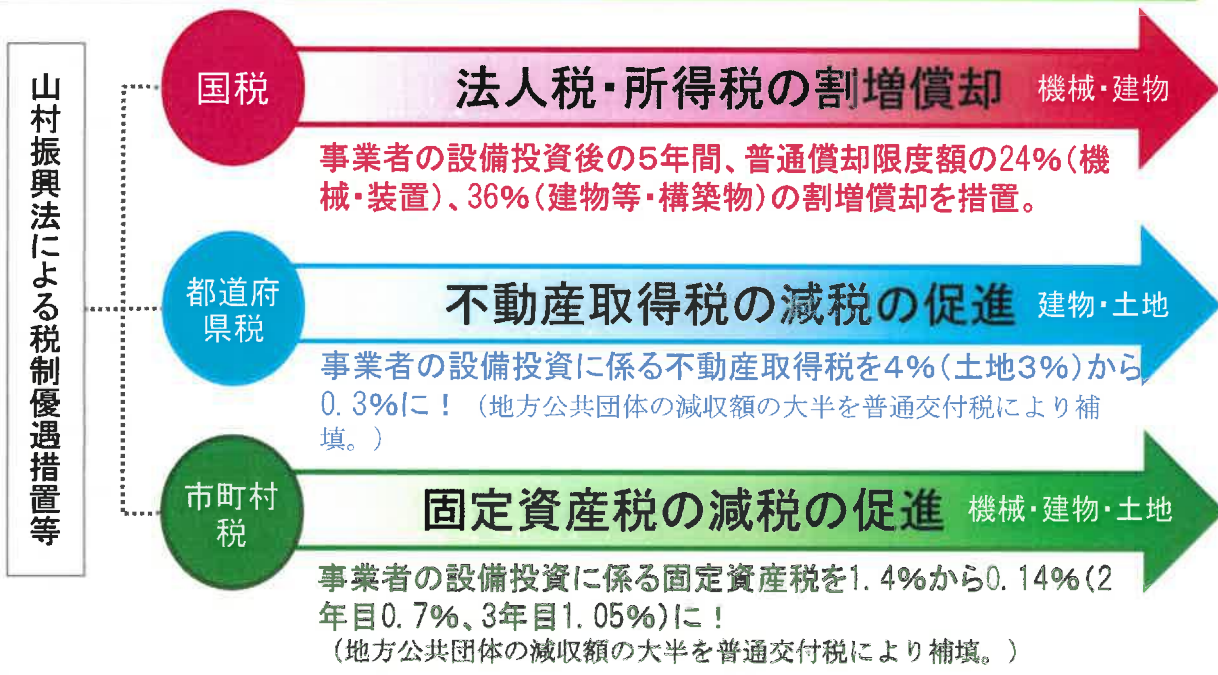 山村振興法による税制優遇措置等
国税
法人税・所得税の割増償却 機械・建物
事業者の設備投資後の5年間、普通償却限度額の24%(機
械・装置)、36%(建物等・構築物)の割増償却を措置。
都道府
県税
不動産取得税の減税の促進 建物・土地
事業者の設備投資に係る不動産取得税を4%(土地3%)から
0.3%に！(地方公共団体の減収額の大半を普通交付税により補
填。)
市町村
税
固定資産税の減税の促進 機械・建物・土地
事業者の設備投資に係る固定資産税を1.4%から0.14%(2
年目0.7%、3年目1.05%)に！
(地方公共団体の減収額の大半を普通交付税により補填。)